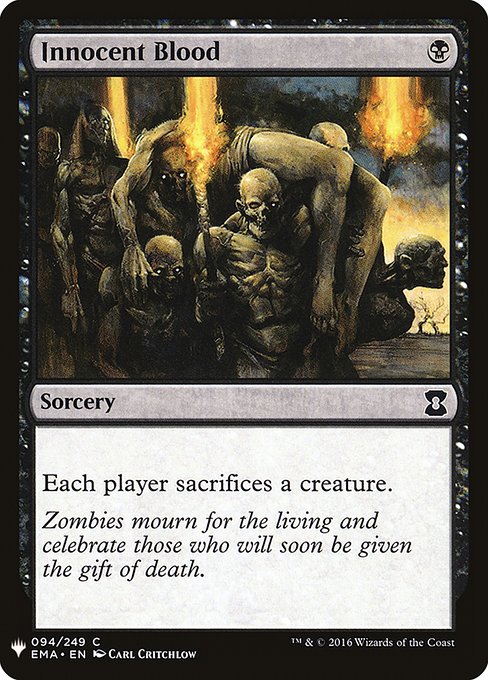 Innocent Blood
Sorcery
Each player sacrifices a creature.
Zombies mourn for the living and
celebrate those who will soon be given
the gift of death.
094/249 C
EMA • EN Carl Critchlow
™ & © 2016 Wizards of the Coast